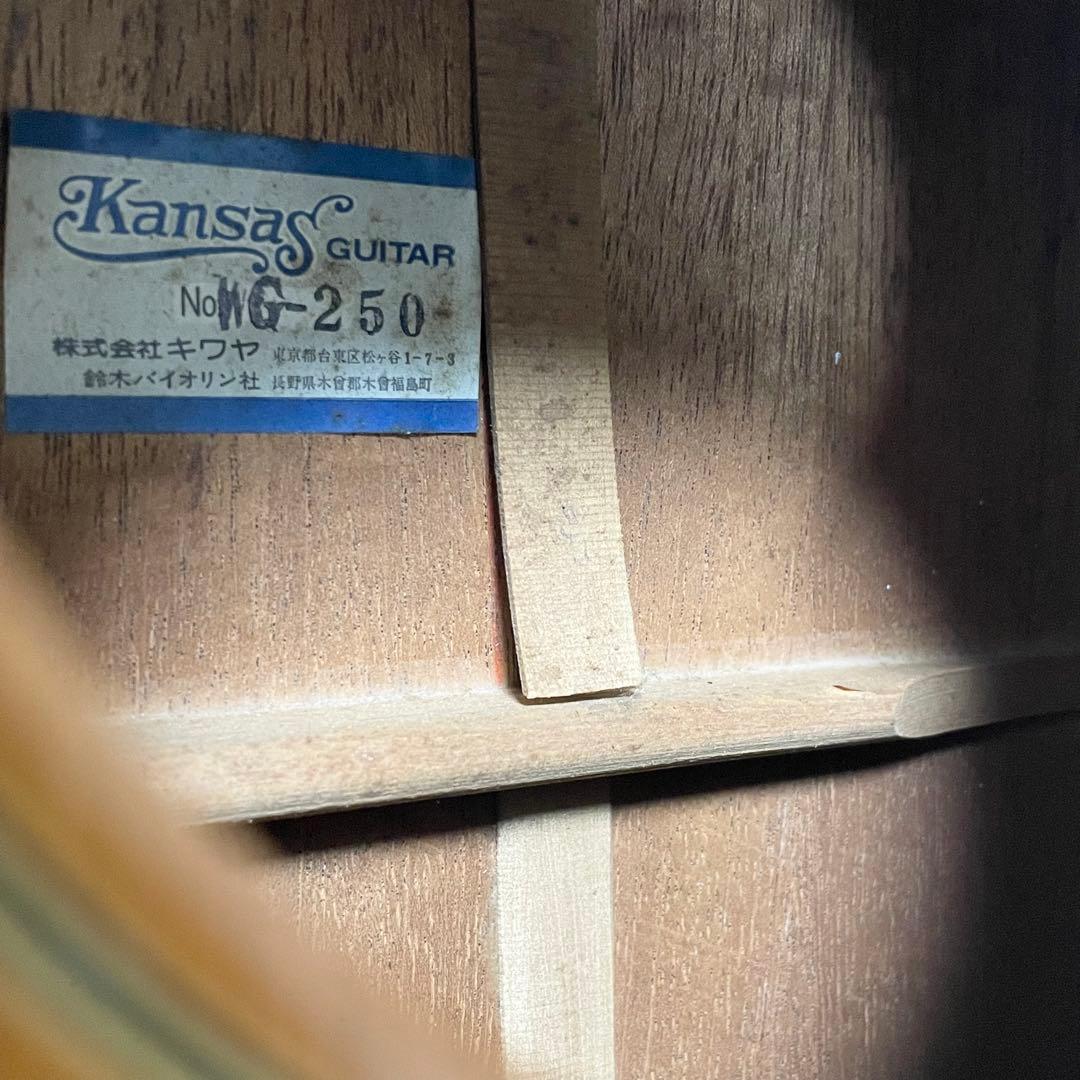 Kansas GUITAR
No WG-250
株式会社キワヤ 東京都台東区松ヶ谷1-7-3
鈴木バイオリン社 長野県木曾郡木曾福島町